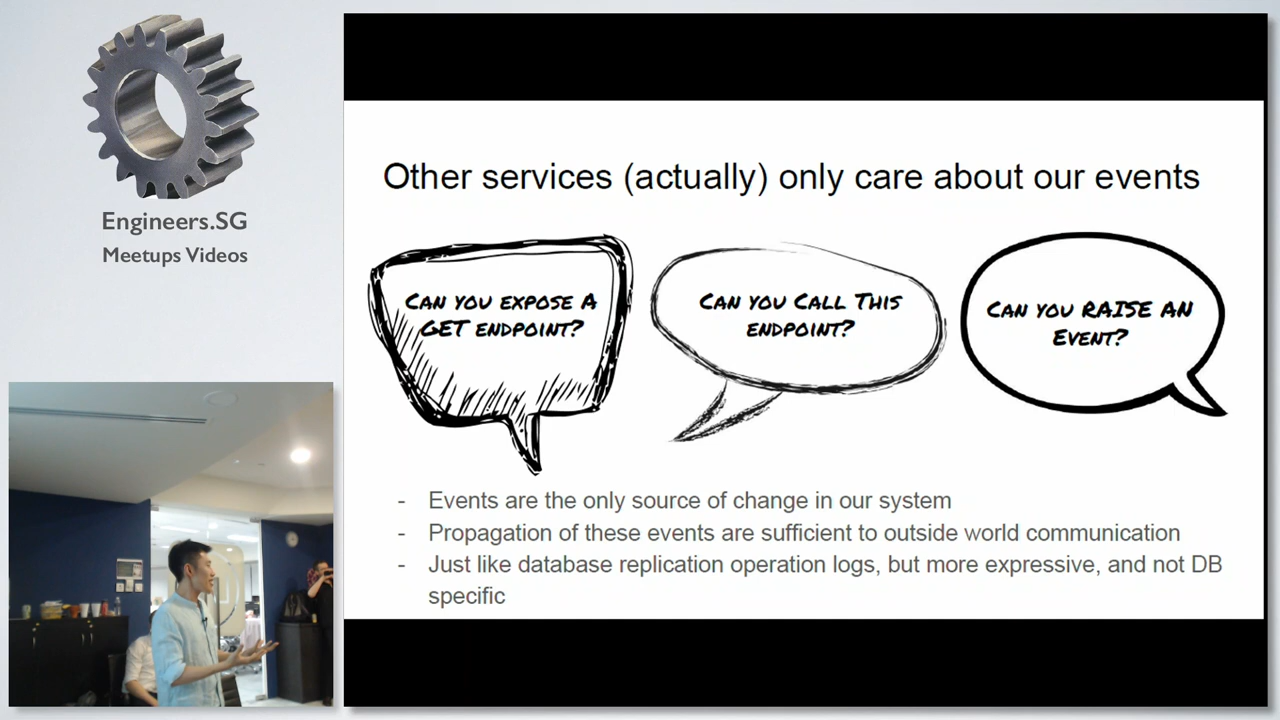 Engineers.SG
Meetups Videos
Other services (actually) only care about our events
Can you expose A
GET endpoint?
Can you Call This
endpoint?
Can you RAISE AN
Event?
- Events are the only source of change in our system
- Propagation of these events are sufficient to outside world communication
- Just like database replication operation logs, but more expressive, and not DB
specific